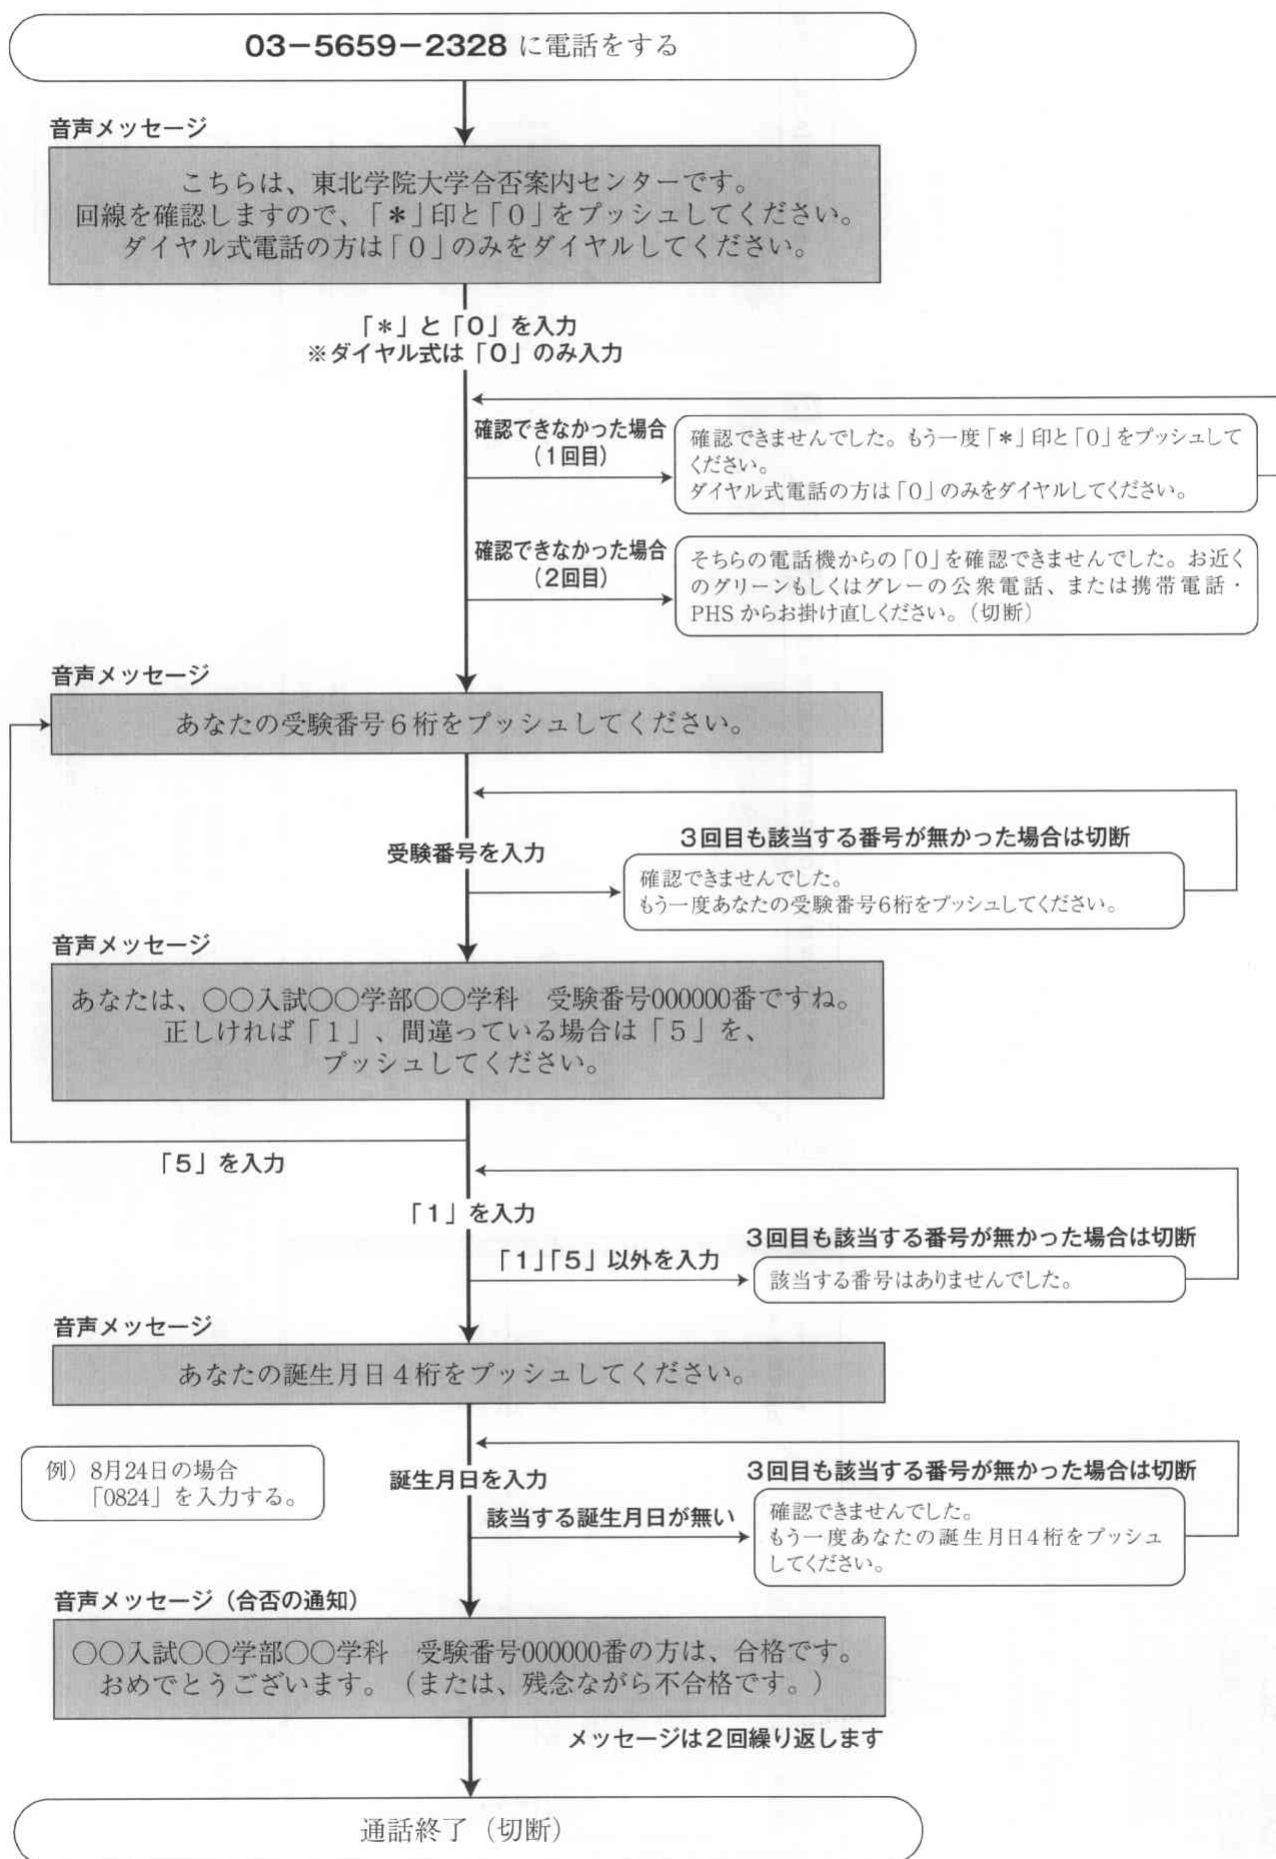 03-5659-2328 に電話をする
音声メッセージ
こちらは、東北学院大学合否案内センターです。
回線を確認しますので、「＊」印と「0」をプッシュしてください。
ダイヤル式電話の方は「0」のみをダイヤルしてください。
「＊」と「0」を入力
※ダイヤル式は「0」のみ入力
確認できなかった場合
（1回目）
確認できませんでした。もう一度「＊」印と「0」をプッシュして
ください。
ダイヤル式電話の方は「0」のみをダイヤルしてください。
確認できなかった場合
（2回目）
そちらの電話機からの「0」を確認できませんでした。お近く
のグリーンもしくはグレーの公衆電話、または携帯電話・
PHSからお掛け直しください。（切断）
音声メッセージ
あなたの受験番号6桁をプッシュしてください。
受験番号を入力
3回目も該当する番号が無かった場合は切断
確認できませんでした。
もう一度あなたの受験番号6桁をプッシュしてください。
音声メッセージ
あなたは、○○入試○○学部○○学科　受験番号000000番ですね。
正しければ「1」、間違っている場合は「5」を、
プッシュしてください。
「5」を入力
「1」を入力
「1」「5」以外を入力
3回目も該当する番号が無かった場合は切断
該当する番号はありませんでした。
音声メッセージ
あなたの誕生月日4桁をプッシュしてください。
例）8月24日の場合
「0824」を入力する。
誕生月日を入力
該当する誕生月日が無い
3回目も該当する番号が無かった場合は切断
確認できませんでした。
もう一度あなたの誕生月日4桁をプッシュ
してください。
音声メッセージ（合否の通知）
○○入試○○学部○○学科　受験番号000000番の方は、合格です。
おめでとうございます。（または、残念ながら不合格です。）
メッセージは2回繰り返します
通話終了（切断）